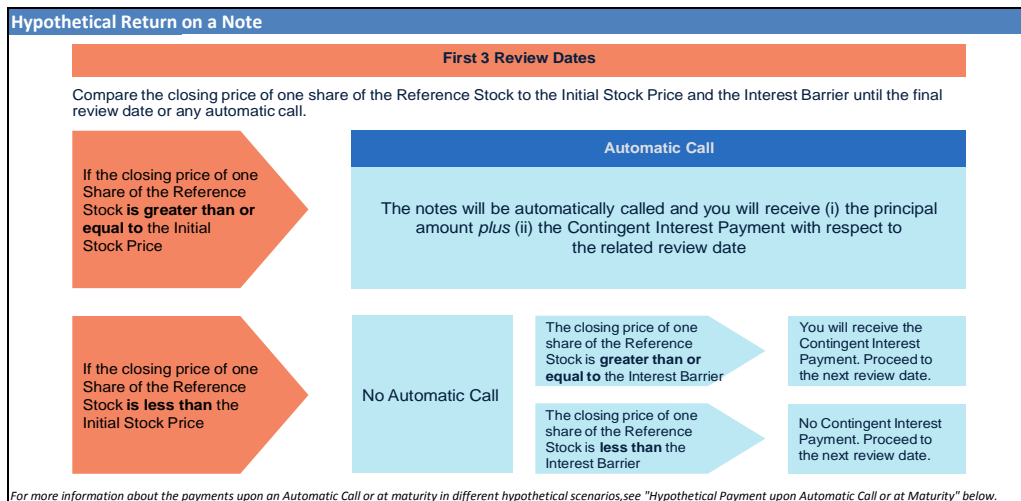 Hypothetical Return on a Note
First 3 Review Dates
Compare the closing price of one share of the Reference Stock to the Initial Stock Price and the Interest Barrier until the final
review date or any automatic call.
If the closing price of one
Share of the Reference
Stock is greater than or
equal to the Initial
Stock Price
Automatic Call
The notes will be automatically called and you will receive (i) the principal
amount plus (ii) the Contingent Interest Payment with respect to
the related review date
If the closing price of one
Share of the Reference
Stock is less than the
Initial Stock Price
No Automatic Call
The closing price of one
share of the Reference
Stock is greater than or
equal to the Interest Barrier
You will receive the
Contingent Interest
Payment. Proceed to
the next review date.
The closing price of one
share of the Reference
Stock is less than the
Interest Barrier
No Contingent Interest
Payment. Proceed to
the next review date.
For more information about the payments upon an Automatic Call or at maturity in different hypothetical scenarios,see "Hypothetical Payment upon Automatic Call or at Maturity" below.